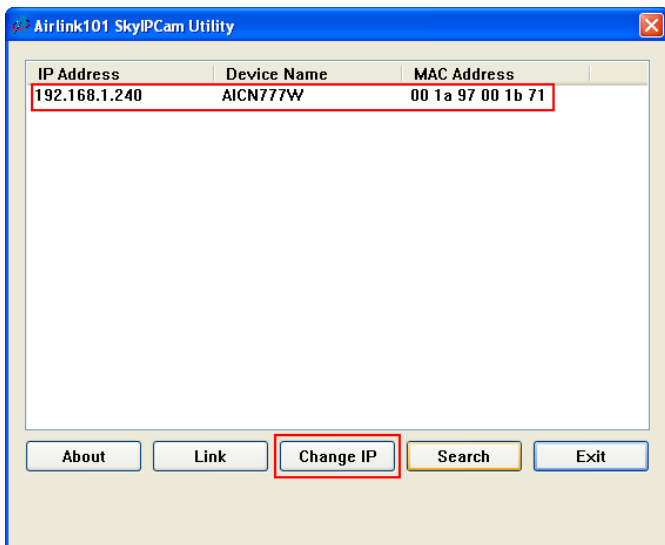 Airlink101 SkyIPCam Utility
IP Address Device Name MAC Address
192.168.1.240 AICN777W 00 1a 97 00 1b 71
About Link Change IP Search Exit